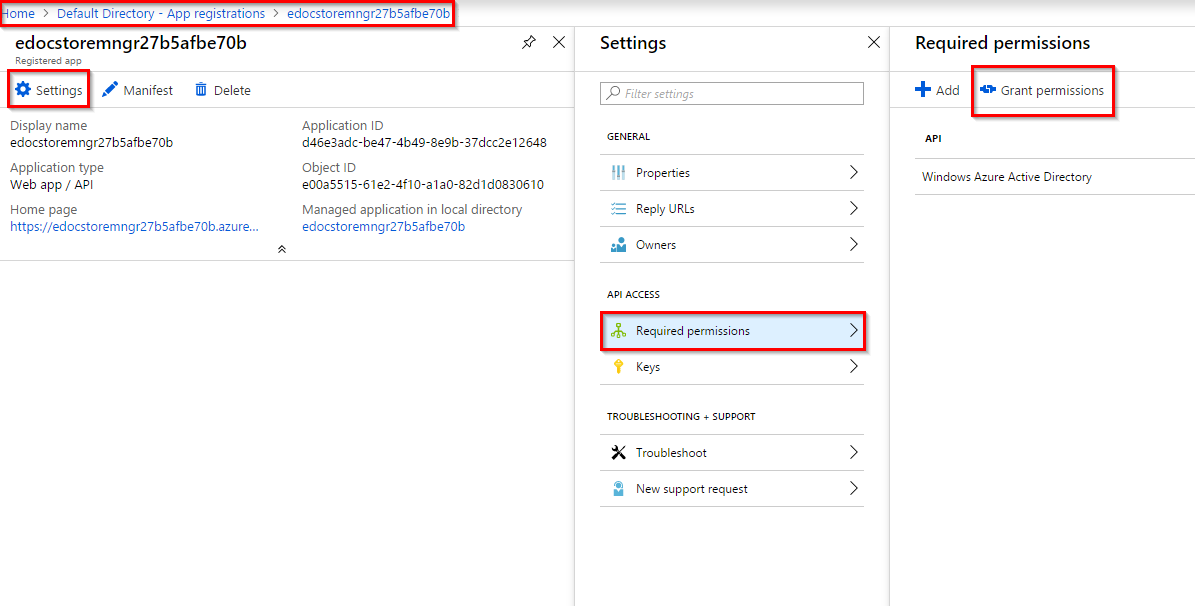 Home > Default Directory - App registrations > edocstoremngr27b5afbe70b
edocstoremngr27b5afbe70b
Registered app
Settings Manifest Delete
Display name
edocstoremngr27b5afbe70b
Application type
Web app / API
Home page
https://edocstoremngr27b5afbe70b.azure...
Application ID
d46e3adc-be47-4b49-8e9b-37dcc2e12648
Object ID
e00a5515-61e2-4f10-a1a0-82d1d0830610
Managed application in local directory
edocstoremngr27b5afbe70b
Settings
Filter settings
GENERAL
Properties
Reply URLs
Owners
API ACCESS
Required permissions
Keys
TROUBLESHOOTING + SUPPORT
Troubleshoot
New support request
Required permissions
Add Grant permissions
API
Windows Azure Active Directory